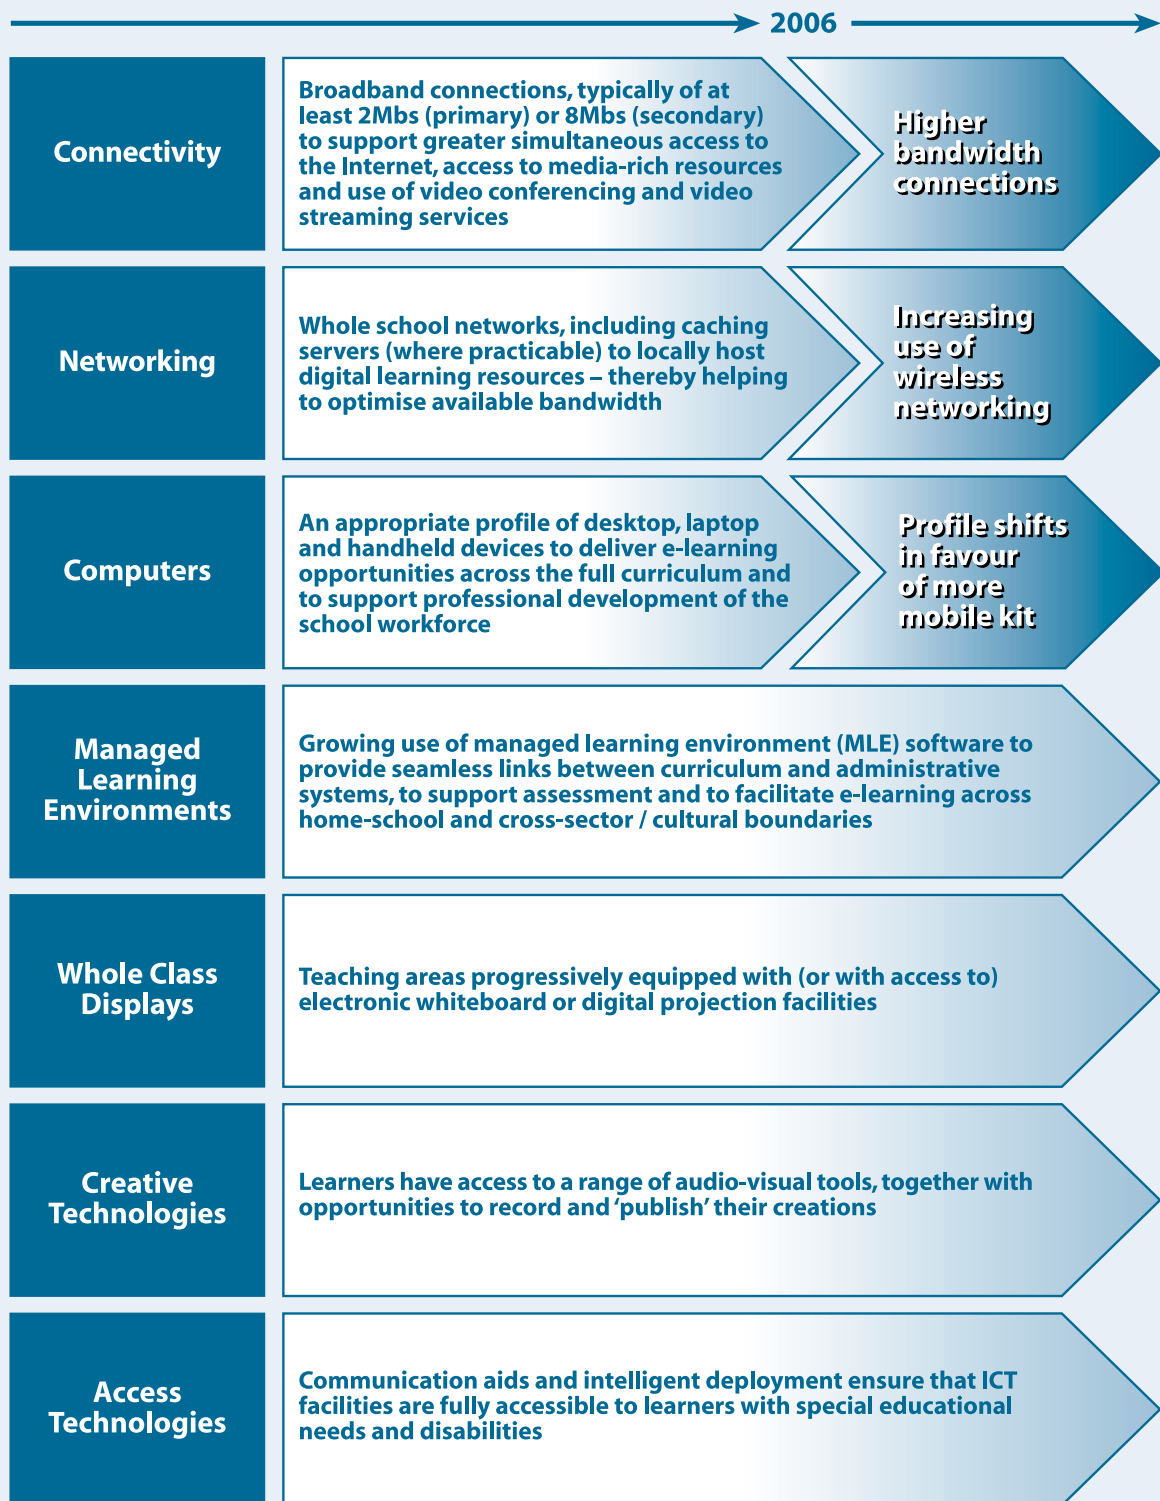 2006
Connectivity
Broadband connections, typically of at
least 2Mbs (primary) or 8Mbs (secondary)
to support greater simultaneous access to
the Internet, access to media-rich resources
and use of video conferencing and video
streaming services
Higher
bandwidth
connections
Networking
Whole school networks, including caching
servers (where practicable) to locally host
digital learning resources – thereby helping
to optimise available bandwidth
Increasing
use of
wireless
networking
Computers
An appropriate profile of desktop, laptop
and handheld devices to deliver e-learning
opportunities across the full curriculum and
to support professional development of the
school workforce
Profile shifts
in favour
of more
mobile kit
Managed
Learning
Environments
Growing use of managed learning environment (MLE) software to
provide seamless links between curriculum and administrative
systems, to support assessment and to facilitate e-learning across
home-school and cross-sector / cultural boundaries
Whole Class
Displays
Teaching areas progressively equipped with (or with access to)
electronic whiteboard or digital projection facilities
Creative
Technologies
Learners have access to a range of audio-visual tools, together with
opportunities to record and ‘publish’ their creations
Access
Technologies
Communication aids and intelligent deployment ensure that ICT
facilities are fully accessible to learners with special educational
needs and disabilities